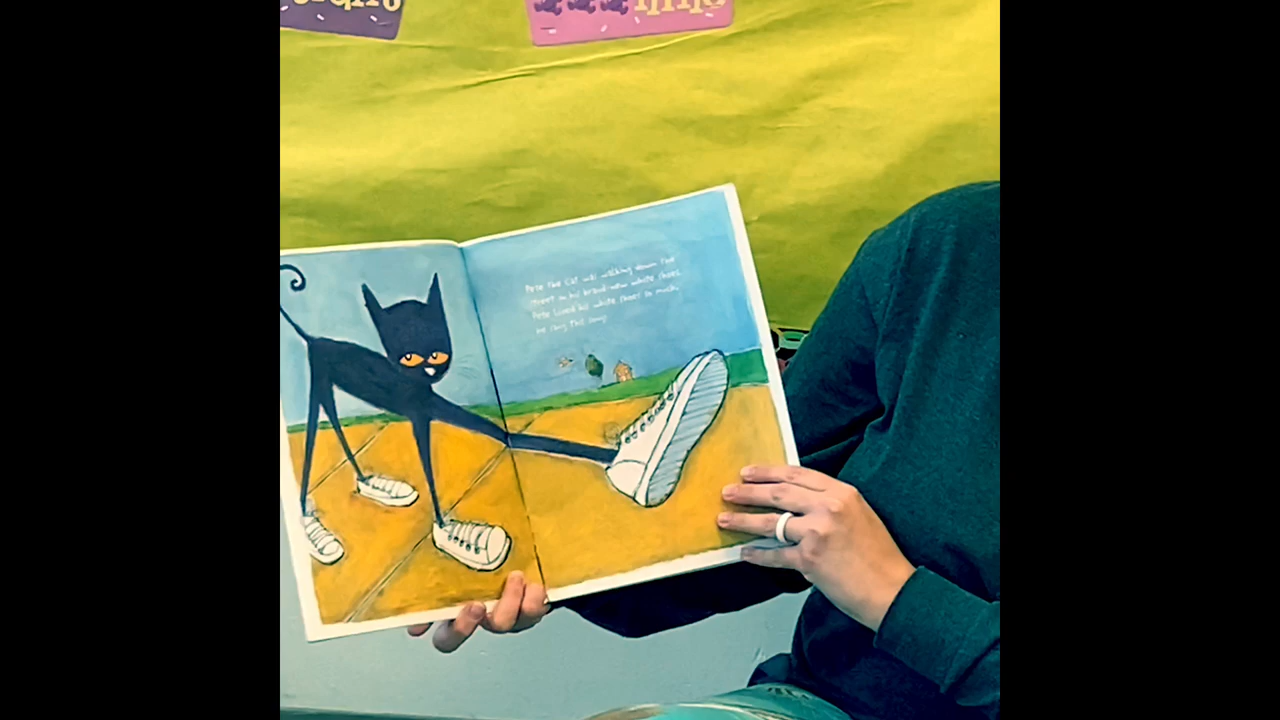 nine
Pete the Cat was walking down the
street in his brand-new white shoes.
Pete loved his white shoes so much,
he sang this song: